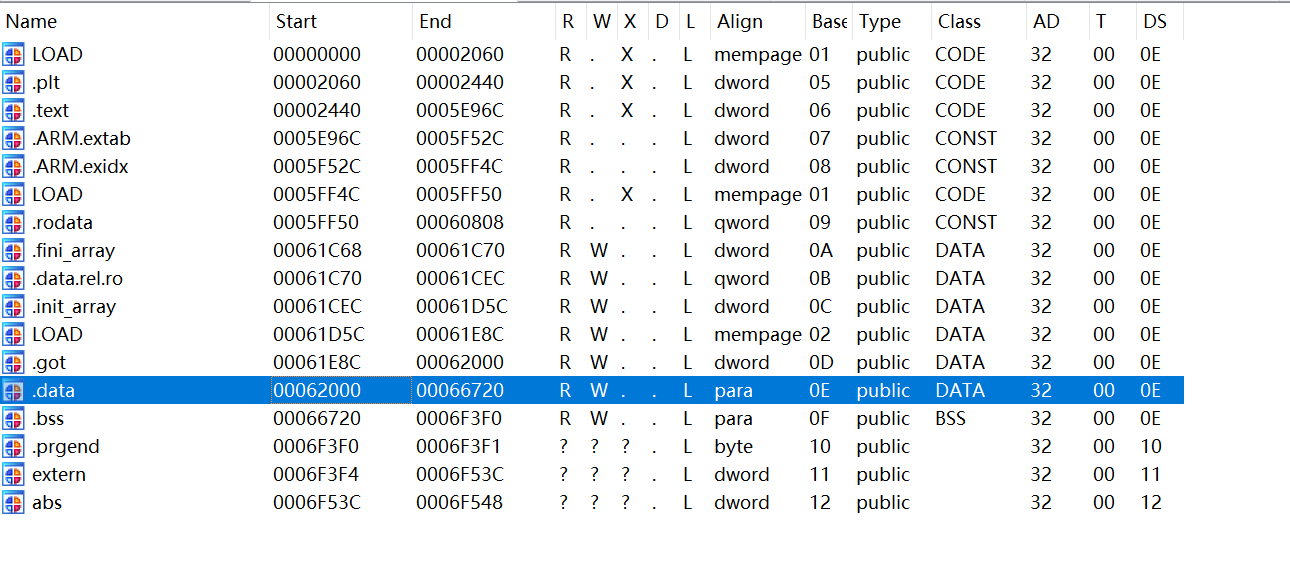 Name Start End R W X D L Align Base Type Class AD T DS
LOAD 00000000 00002060 R . X . L mempage 01 public CODE 32 00 0E
.plt 00002060 00002440 R . X . L dword 05 public CODE 32 00 0E
.text 00002440 0005E96C R . X . L dword 06 public CODE 32 00 0E
.ARM.extab 0005E96C 0005F52C R . . . L dword 07 public CONST 32 00 0E
.ARM.exidx 0005F52C 0005FF4C R . . . L dword 08 public CONST 32 00 0E
LOAD 0005FF4C 0005FF50 R . X . L mempage 01 public CODE 32 00 0E
.rodata 0005FF50 00060808 R . . . L qword 09 public CONST 32 00 0E
.fini_array 00061C68 00061C70 R W . . L dword 0A public DATA 32 00 0E
.data.rel.ro 00061C70 00061CEC R W . . L qword 0B public DATA 32 00 0E
.init_array 00061CEC 00061D5C R W . . L dword 0C public DATA 32 00 0E
LOAD 00061D5C 00061E8C R W . . L mempage 02 public DATA 32 00 0E
.got 00061E8C 00062000 R W . . L dword 0D public DATA 32 00 0E
.data 00062000 00066720 R W . . L para 0E public DATA 32 00 0E
.bss 00066720 0006F3F0 R W . . L para 0F public BSS 32 00 0E
.prgend 0006F3F0 0006F3F1 ? ? ? . L byte 10 public 32 00 10
extern 0006F3F4 0006F53C ? ? ? . L dword 11 public 32 00 11
abs 0006F53C 0006F548 ? ? ? . L dword 12 public 32 00 12